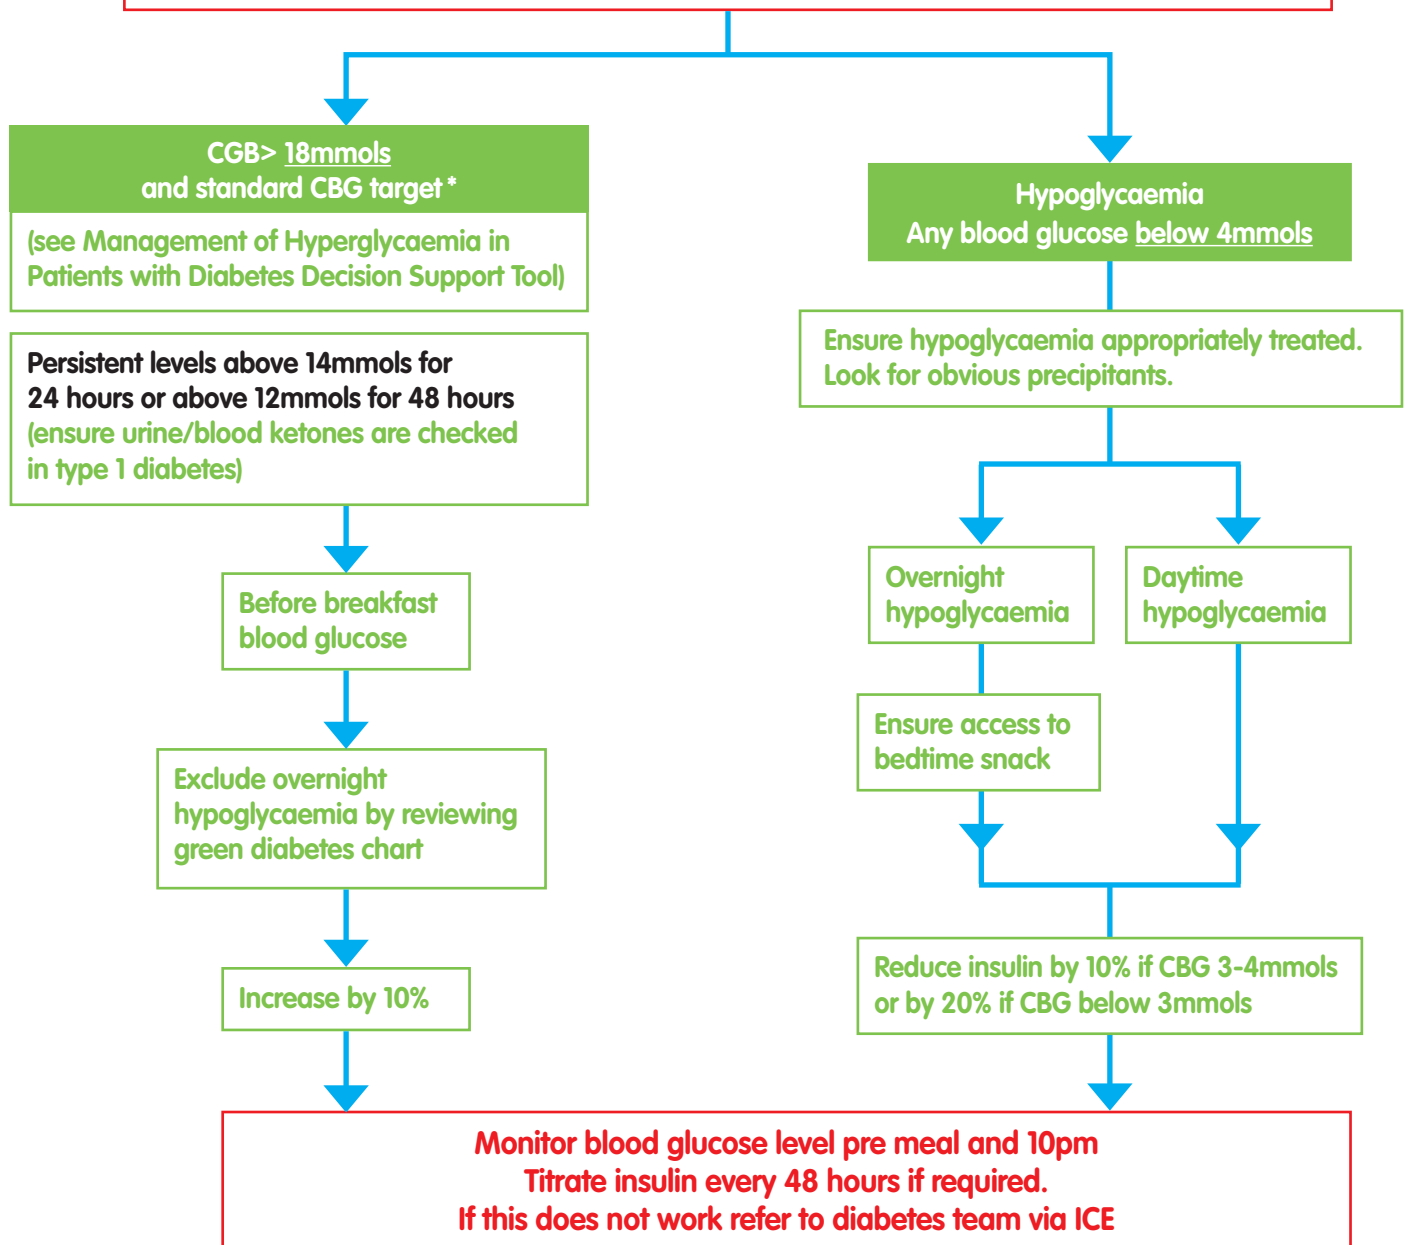 CGB> 18mmols
and standard CBG target*
(see Management of Hyperglycaemia in
Patients with Diabetes Decision Support Tool)
Persistent levels above 14mmols for
24 hours or above 12mmols for 48 hours
(ensure urine/blood ketones are checked
in type 1 diabetes)
Before breakfast
blood glucose
Exclude overnight
hypoglycaemia by reviewing
green diabetes chart
Increase by 10%
Hypoglycaemia
Any blood glucose below 4mmols
Ensure hypoglycaemia appropriately treated.
Look for obvious precipitants.
Overnight
hypoglycaemia
Daytime
hypoglycaemia
Ensure access to
bedtime snack
Reduce insulin by 10% if CBG 3-4mmols
or by 20% if CBG below 3mmols
Monitor blood glucose level pre meal and 10pm
Titrate insulin every 48 hours if required.
If this does not work refer to diabetes team via ICE